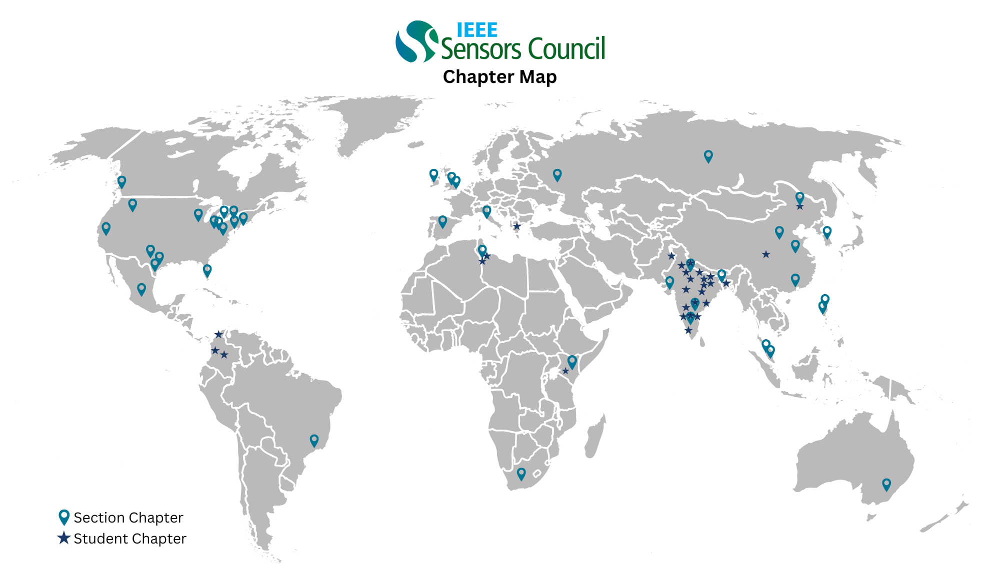 IEEE
Sensors Council
Chapter Map
Section Chapter
Student Chapter